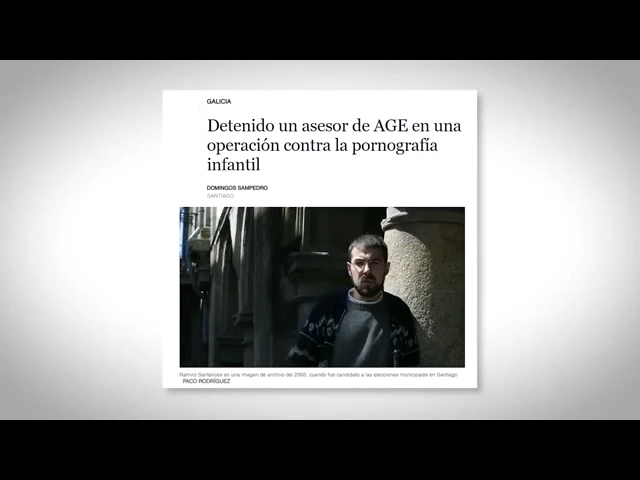 GALICIA
Detenido un asesor de AGE en una
operación contra la pornografía
infantil
DOMINGOS SAMPEDRO
SANTIAGO
Ramiro Santalices en una imagen de archivo del 2003, cuando fue candidato a las elecciones municipales en Santiago
PACO RODRÍGUEZ